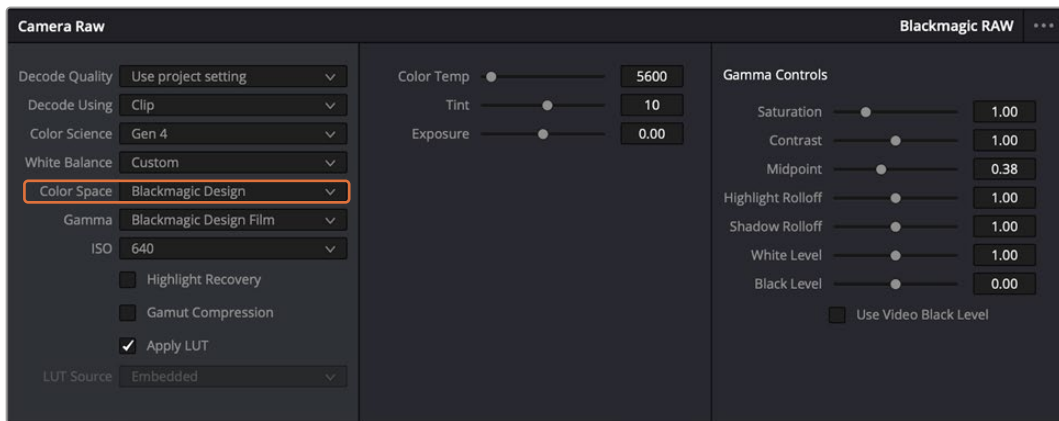 Camera Raw
Blackmagic RAW
Decode Quality Use project setting
Decode Using Clip
Color Science Gen 4
White Balance Custom
Color Space Blackmagic Design
Gamma Blackmagic Design Film
ISO 640
Highlight Recovery
Gamut Compression
Apply LUT
LUT Source Embedded
Color Temp 5600
Tint 10
Exposure 0.00
Gamma Controls
Saturation 1.00
Contrast 1.00
Midpoint 0.38
Highlight Rolloff 1.00
Shadow Rolloff 1.00
White Level 1.00
Black Level 0.00
Use Video Black Level